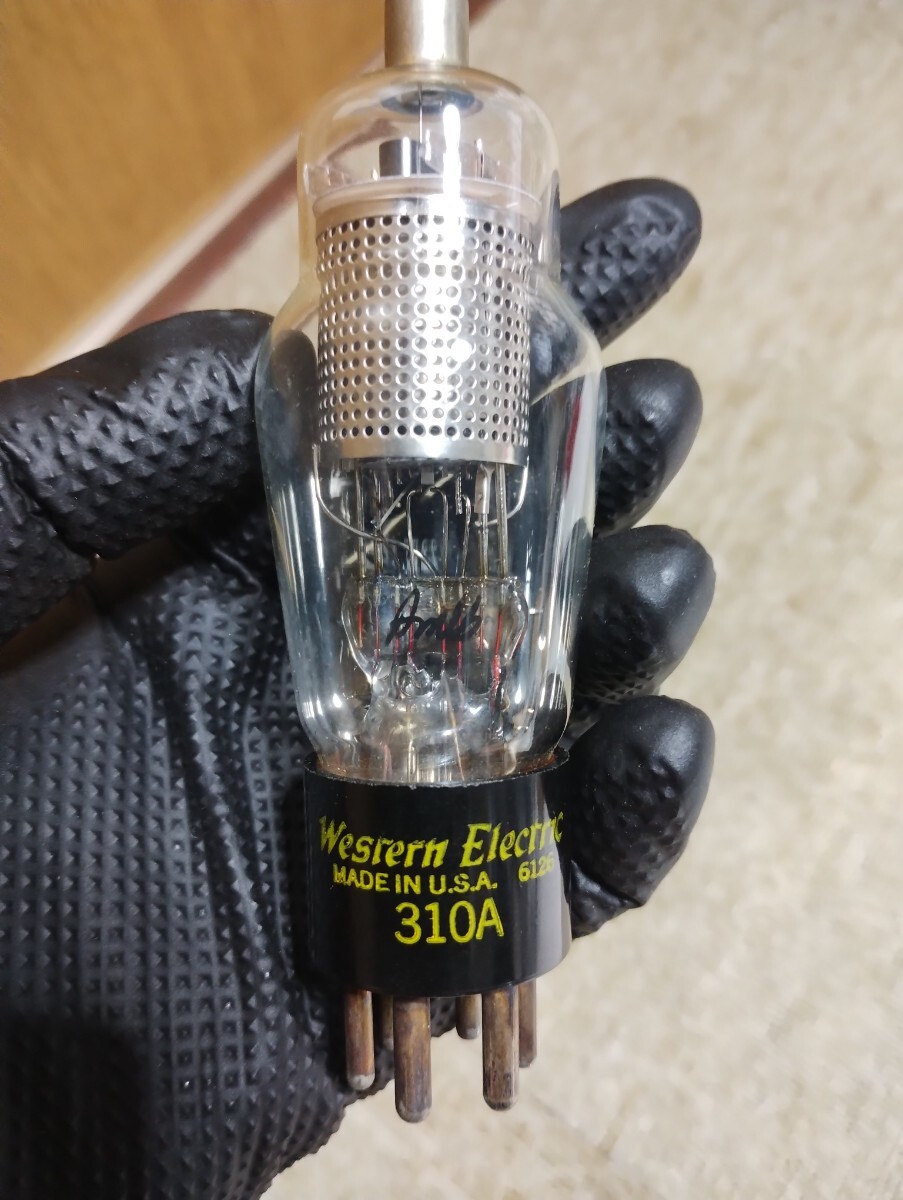 Western Electric
MADE IN U.S.A. 6126
310A